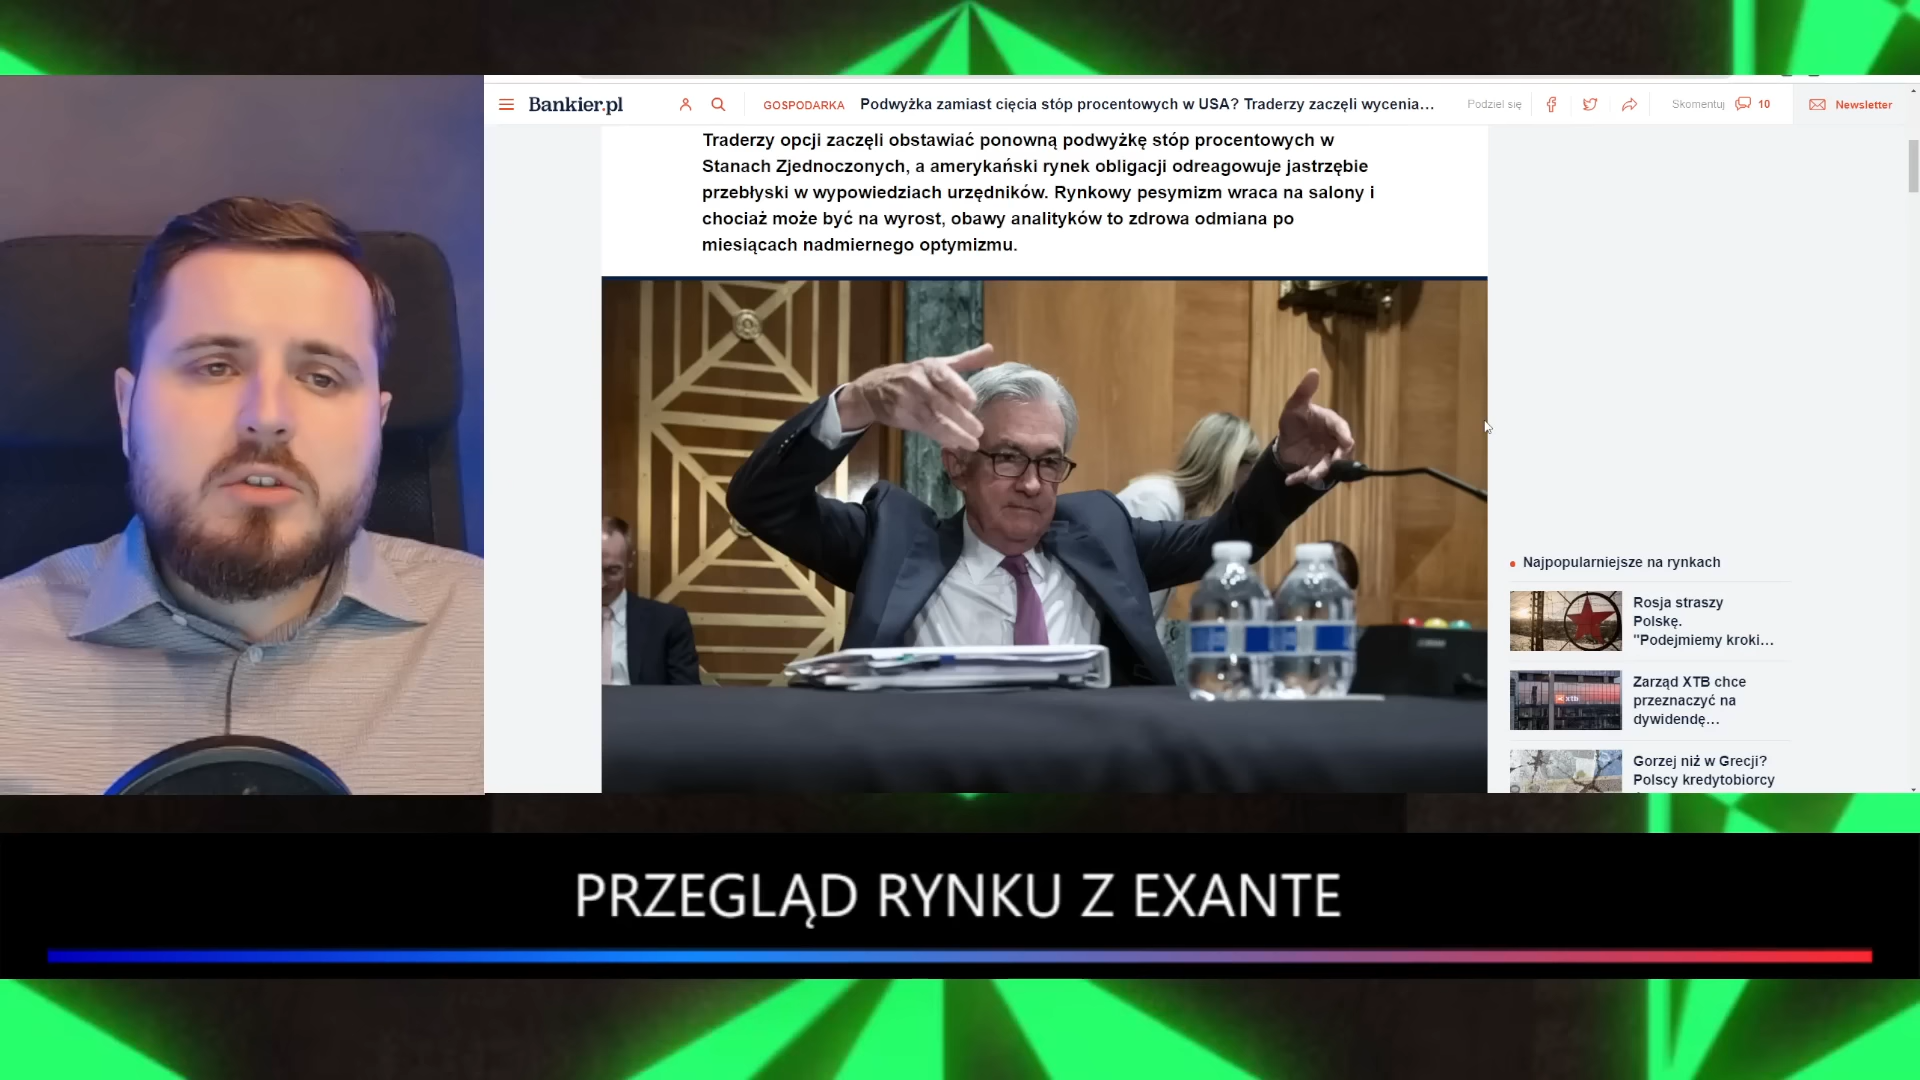 Bankier.pl
GOSPODARKA
Podwyżka zamiast cięcia stóp procentowych w USA? Traderzy zaczęli wycenia...
Podziel się
Skomentuj
10
Newsletter
Traderzy opcji zaczęli obstawiać ponowną podwyżkę stóp procentowych w
Stanach Zjednoczonych, a amerykański rynek obligacji odreagowuje jastrzębie
przebłyski w wypowiedziach urzędników. Rynkowy pesymizm wraca na salony i
chociaż może być na wyrost, obawy analityków to zdrowa odmiana po
miesiącach nadmiernego optymizmu.
Najpopularniejsze na rynkach
Rosja straszy
Polskę.
"Podejmiemy kroki...
xtb
Zarząd XTB chce
przeznaczyć na
dywidendę...
Gorzej niż w Grecji?
Polscy kredytobiorcy
PRZEGLĄD RYNKU Z EXANTE